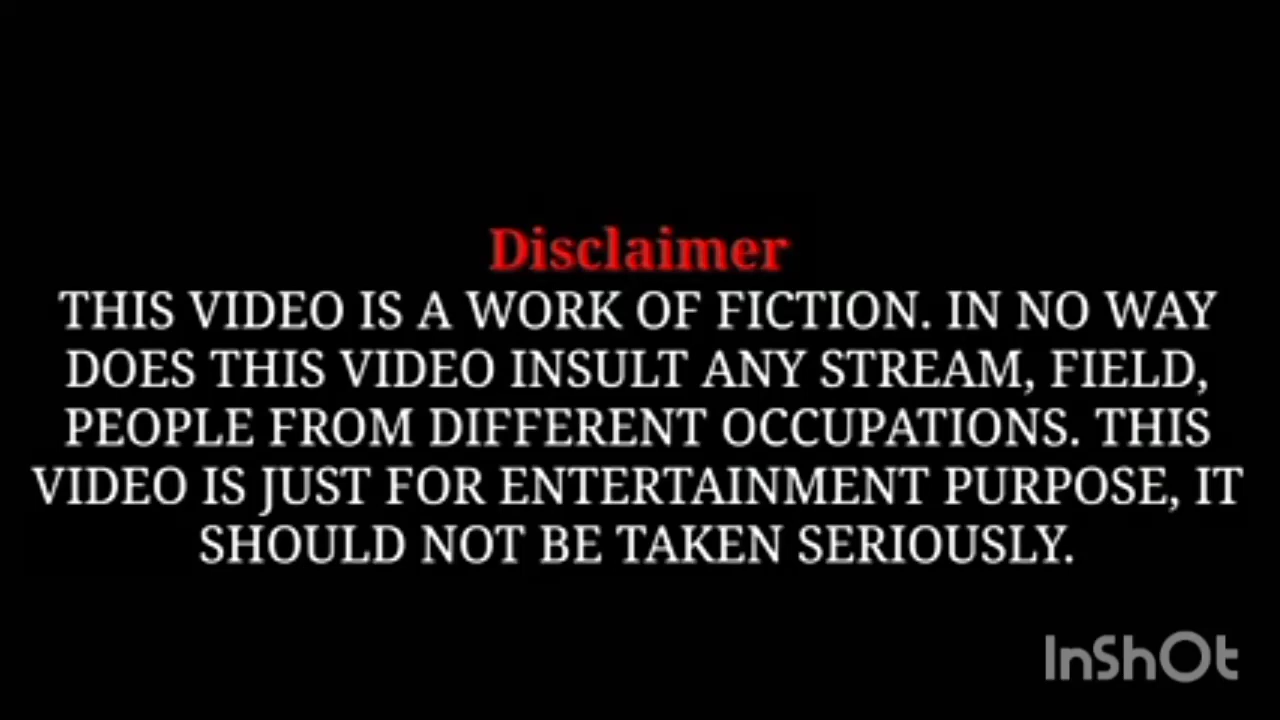 Disclaimer
THIS VIDEO IS A WORK OF FICTION. IN NO WAY
DOES THIS VIDEO INSULT ANY STREAM, FIELD,
PEOPLE FROM DIFFERENT OCCUPATIONS. THIS
VIDEO IS JUST FOR ENTERTAINMENT PURPOSE, IT
SHOULD NOT BE TAKEN SERIOUSLY.
InShOt